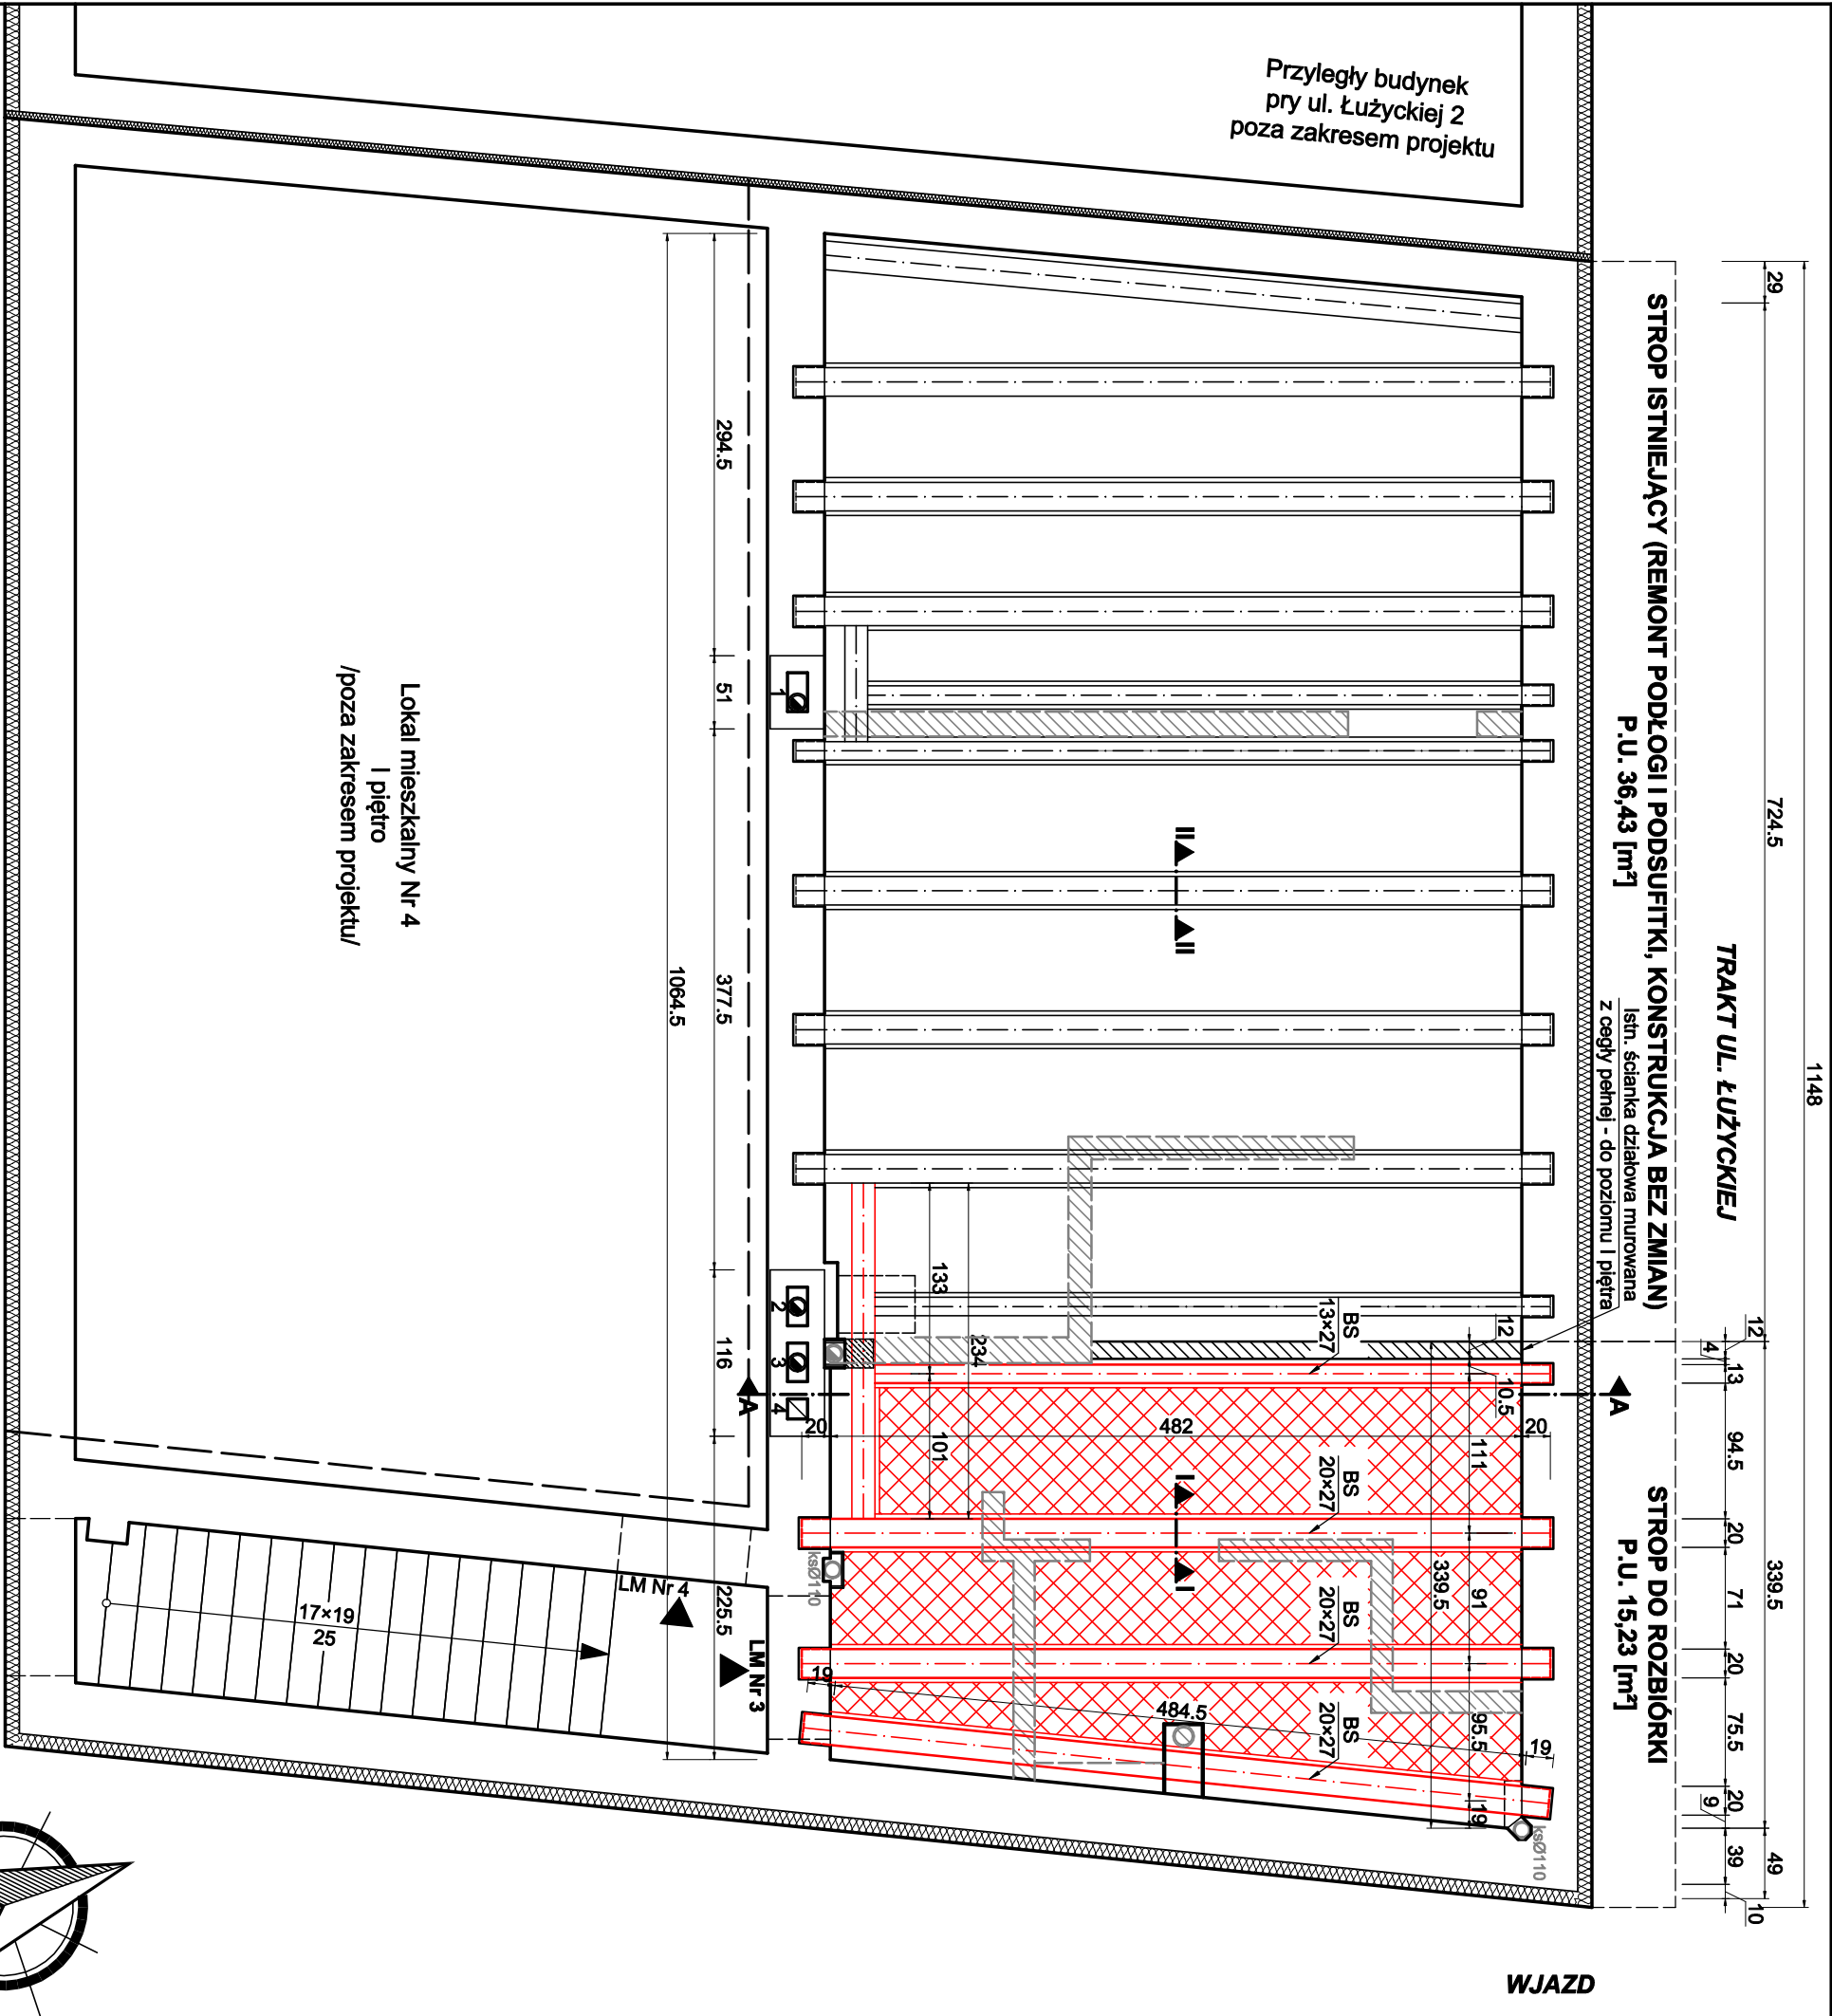 Przyległy budynek
pry ul. Łużyckiej 2
poza zakresem projektu
1148
29
724.5
339.5
49
TRAKT UL. ŁUŻYCKIEJ
12
4
13
94.5
20
71
20
75.5
20
9
39
10
STROP ISTNIEJĄCY (REMONT PODŁOGI I PODSUFITKI, KONSTRUKCJA BEZ ZMIAN)
P.U. 36,43 [m²]
STROP DO ROZBIÓRKI
P.U. 15,23 [m²]
Istn. ścianka działowa murowana
z cegły pełnej - do poziomu I piętra
A
A
WJAZD
II
II
I
I
12
10.5
111
91
95.5
19
339.5
20
482
20
19
484.5
19
BS
13×27
BS
20×27
BS
20×27
BS
20×27
133
101
234
ksØ110
ksØ110
1
2
3
4
294.5
51
377.5
116
225.5
1064.5
LM Nr 3
LM Nr 4
17×19
25
Lokal mieszkalny Nr 4
I piętro
/poza zakresem projektu/